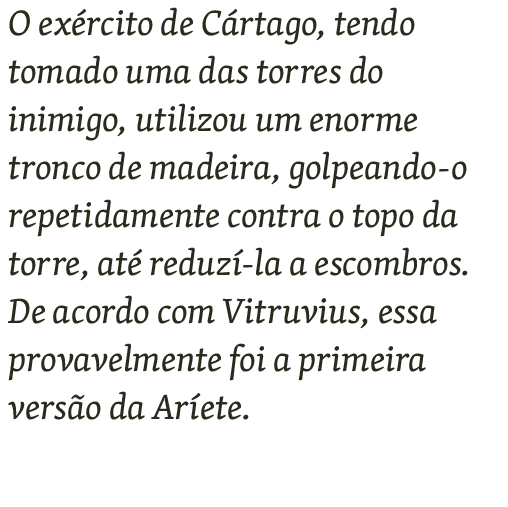 O exército de Cártago, tendo
tomado uma das torres do
inimigo, utilizou um enorme
tronco de madeira, golpeando-o
repetidamente contra o topo da
torre, até reduzí-la a escombros.
De acordo com Vitruvius, essa
provavelmente foi a primeira
versão da Aríete.